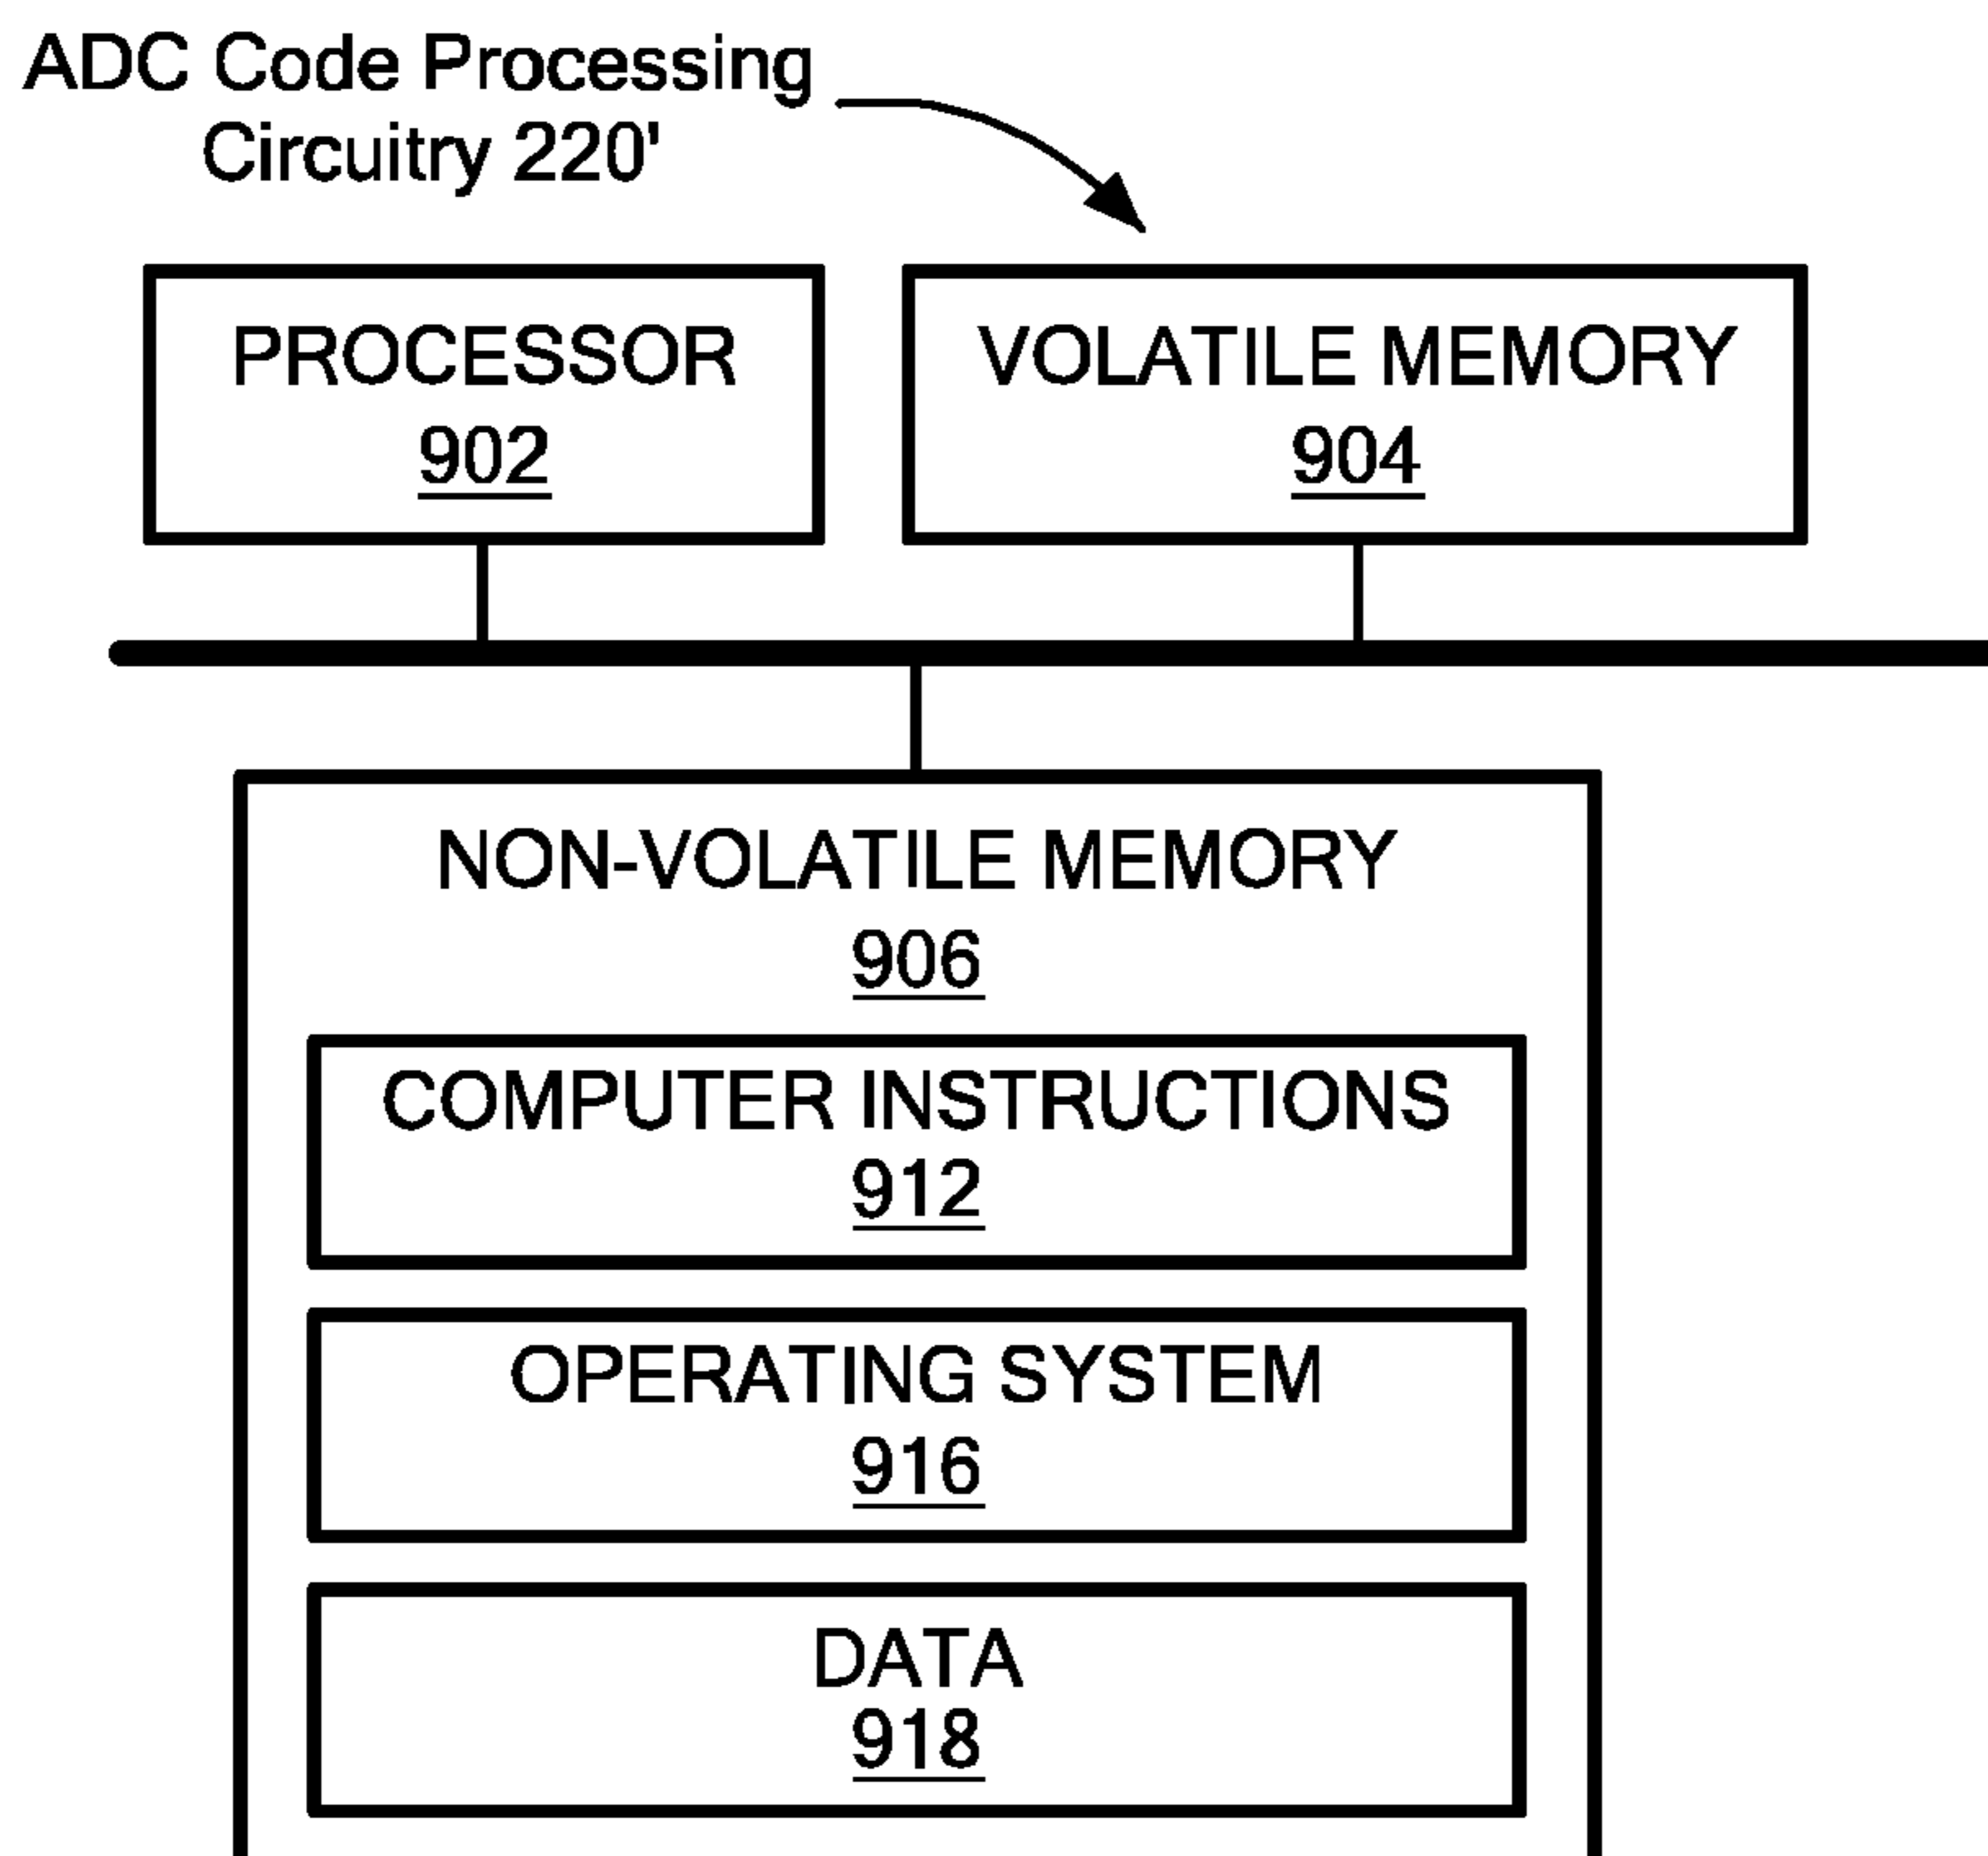 ADC Code Processing
Circuitry 220'
PROCESSOR
902
VOLATILE MEMORY
904
NON-VOLATILE MEMORY
906
COMPUTER INSTRUCTIONS
912
OPERATING SYSTEM
916
DATA
918